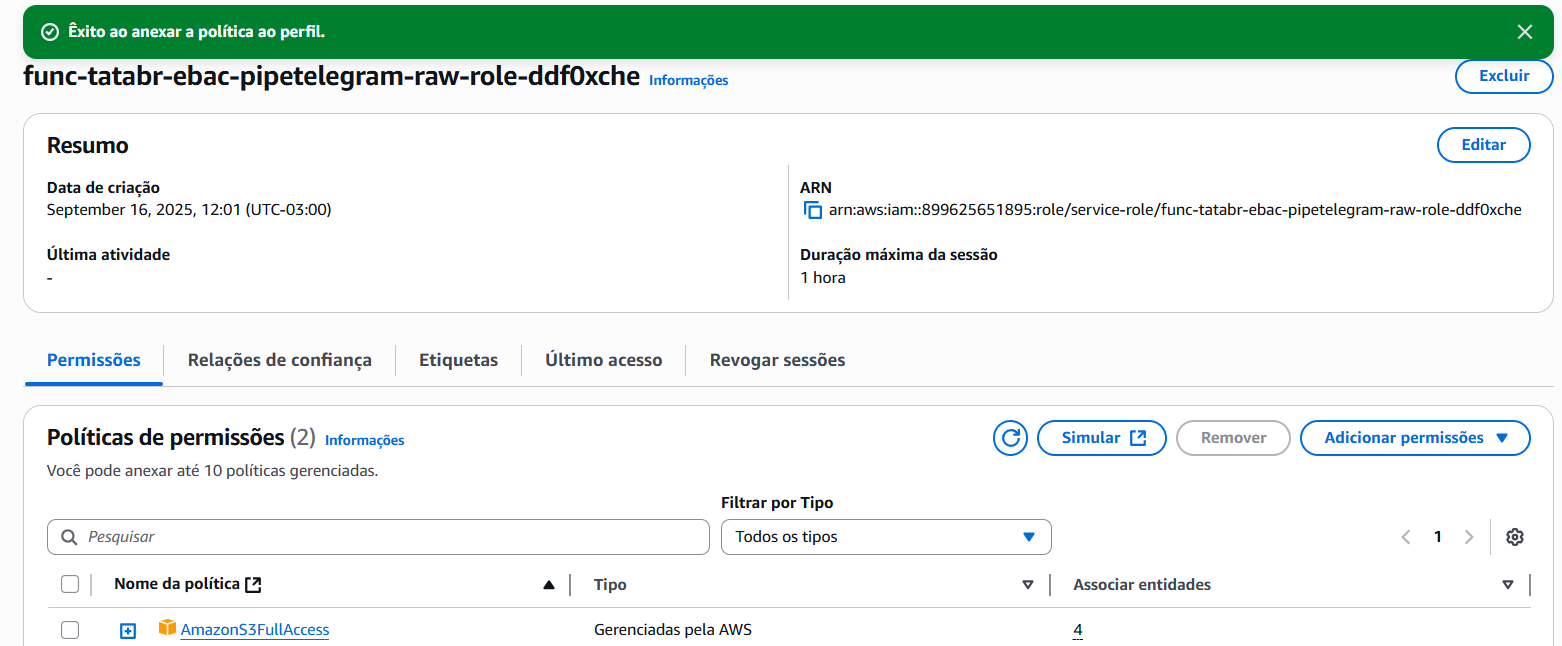 Êxito ao anexar a política ao perfil.
func-tatabr-ebac-pipetelegram-raw-role-ddf0xche Informações
Excluir
Resumo
Editar
Data de criação
September 16, 2025, 12:01 (UTC-03:00)
ARN
arn:aws:iam::899625651895:role/service-role/func-tatabr-ebac-pipetelegram-raw-role-ddf0xche
Última atividade
-
Duração máxima da sessão
1 hora
Permissões
Relações de confiança
Etiquetas
Último acesso
Revogar sessões
Políticas de permissões (2) Informações
Você pode anexar até 10 políticas gerenciadas.
Simular
Remover
Adicionar permissões
Filtrar por Tipo
Pesquisar
Todos os tipos
1
Nome da política
Tipo
Associar entidades
AmazonS3FullAccess
Gerenciadas pela AWS
4